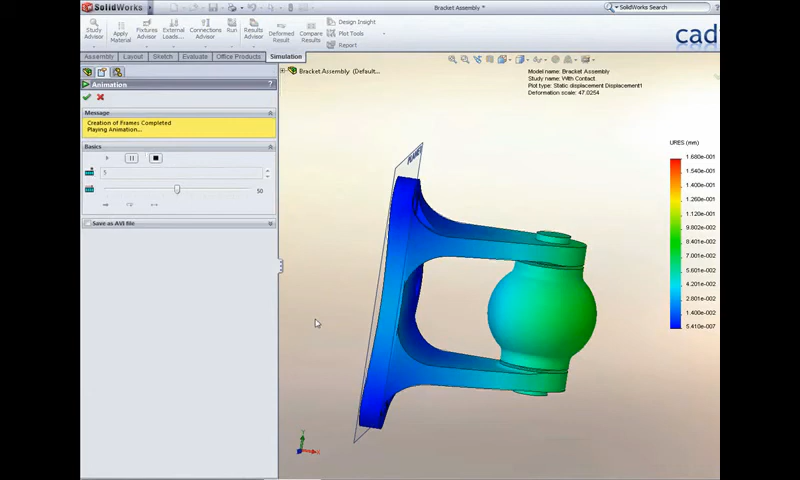 SolidWorks
Bracket Assembly *
SolidWorks Search
Study Advisor
Apply Material
Fixtures Advisor
External Loads...
Connections Advisor
Run
Results Advisor
Deformed Result
Compare Results
Design Insight
Plot Tools
Report
cad
Assembly
Layout
Sketch
Evaluate
Office Products
Simulation
Animation
?
Message
Creation of Frames Completed
Playing Animation...
Basics
5
50
Save as AVI file
Bracket Assembly (Default...
Model name: Bracket Assembly
Study name: With Contact
Plot type: Static displacement Displacement1
Deformation scale: 47.0254
URES (mm)
1.680e-001
1.540e-001
1.400e-001
1.260e-001
1.120e-001
9.802e-002
8.401e-002
7.001e-002
5.601e-002
4.201e-002
2.801e-002
1.400e-002
5.410e-007
Y
X